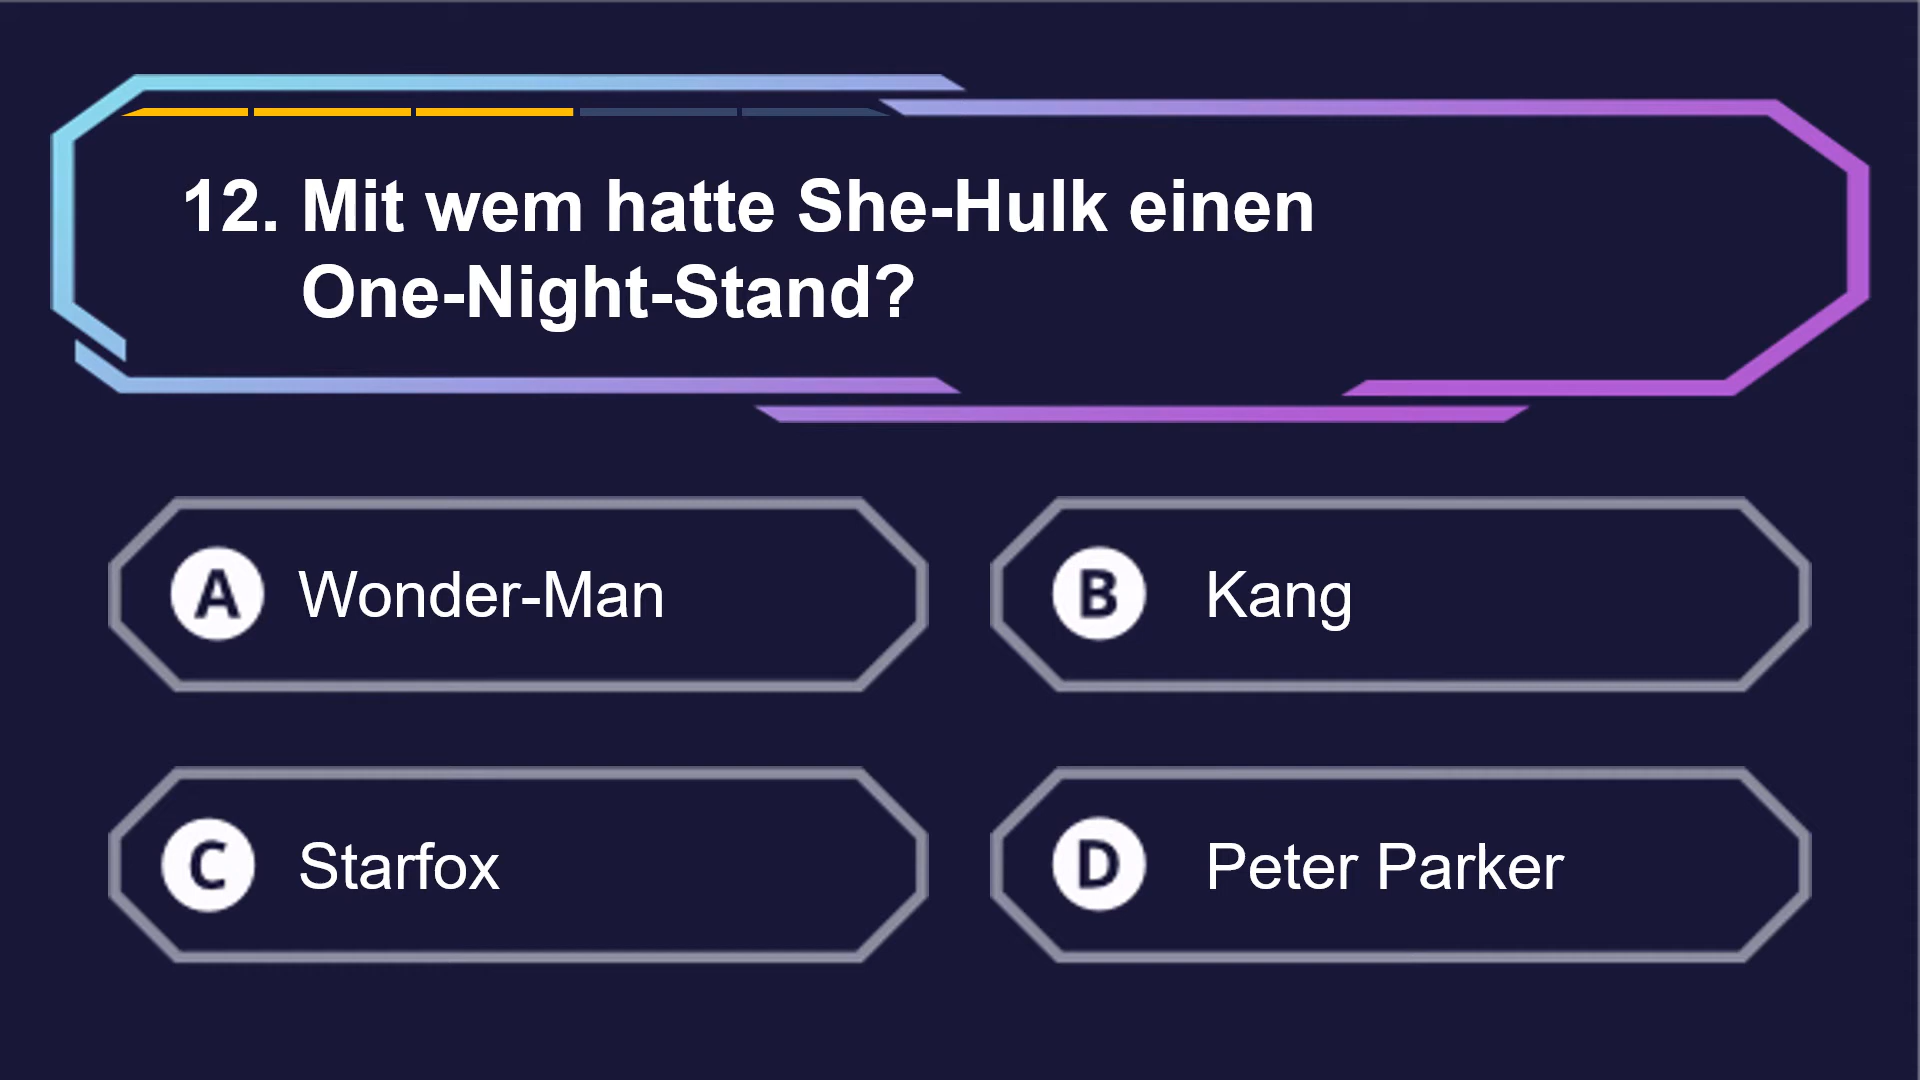 12. Mit wem hatte She-Hulk einen
One-Night-Stand?
A Wonder-Man
B Kang
C Starfox
D Peter Parker